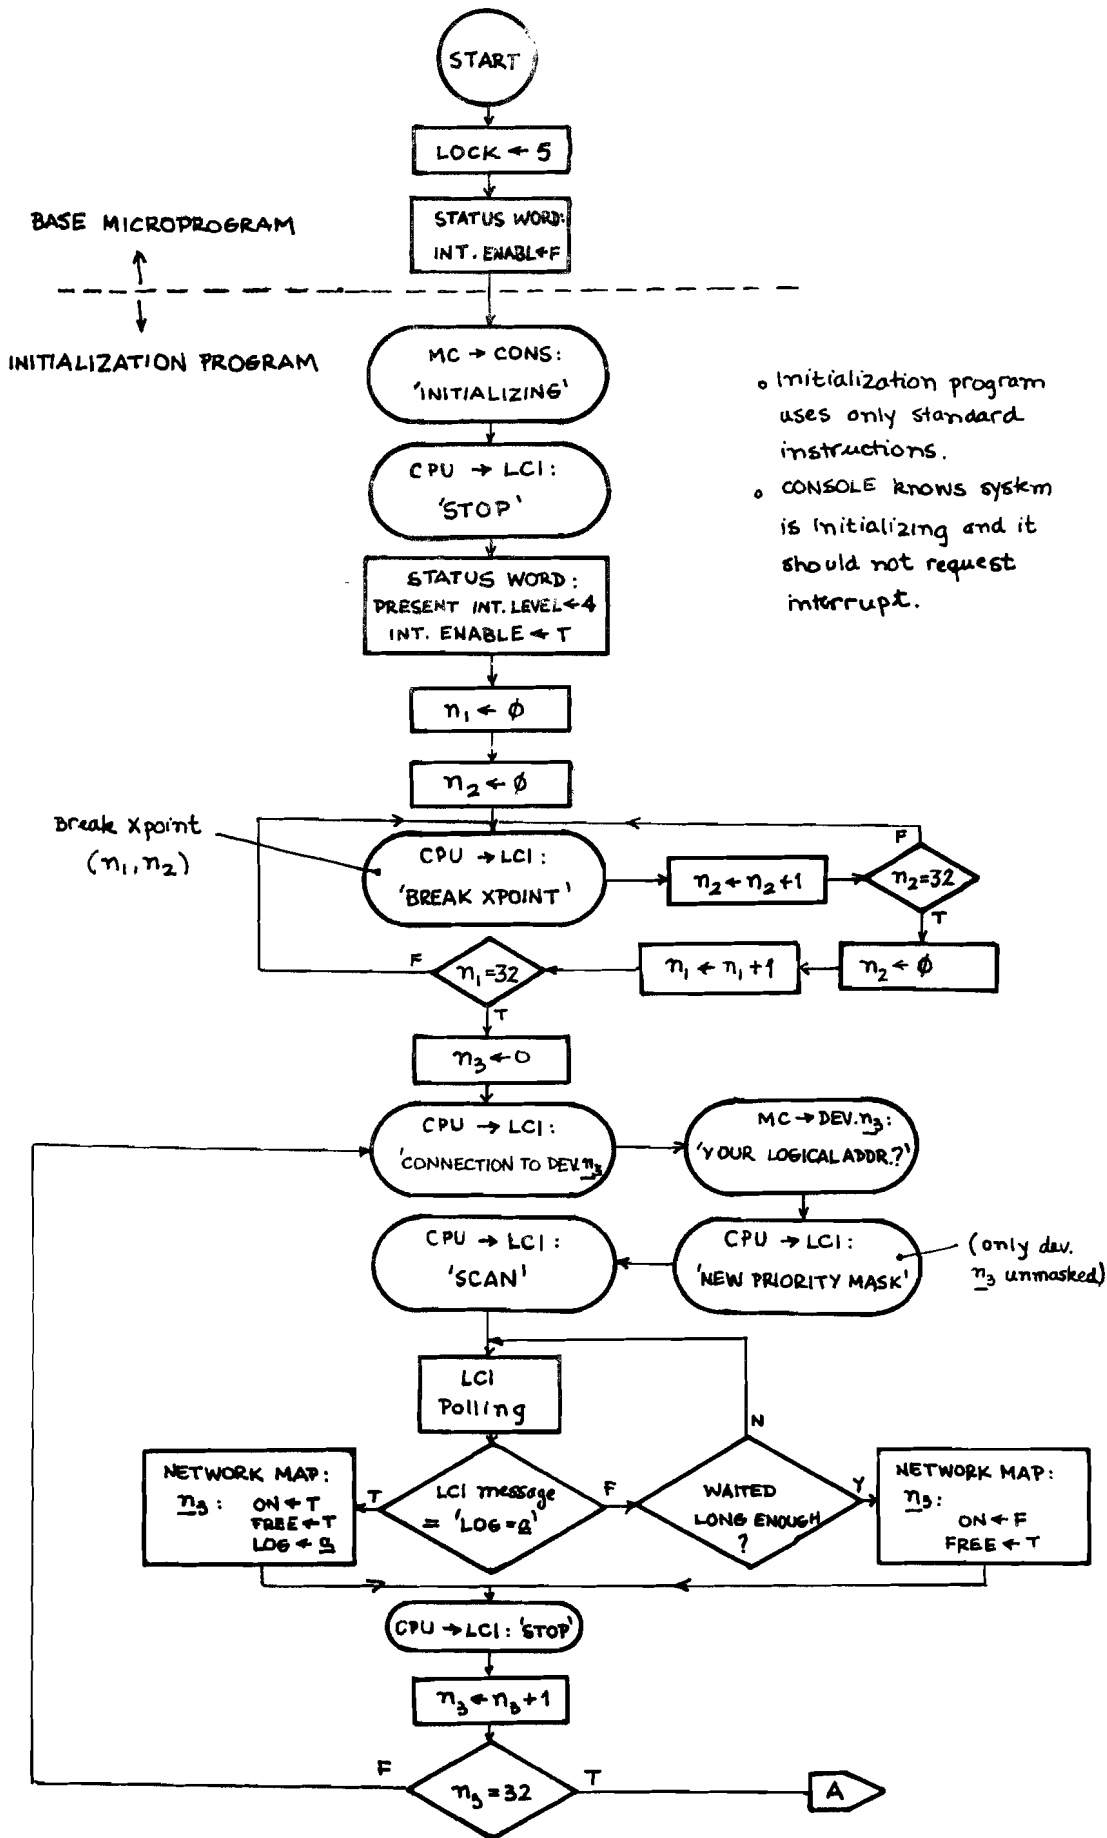 START
LOCK ← 5
STATUS WORD:
INT. ENABL←F
BASE MICROPROGRAM
INITIALIZATION PROGRAM
MC → CONS:
'INITIALIZING'
CPU → LCI:
'STOP'
STATUS WORD:
PRESENT INT. LEVEL←4
INT. ENABLE ← T
∘ Initialization program
uses only standard
instructions.
∘ CONSOLE knows system
is initializing and it
should not request
interrupt.
n₁ ← ϕ
n₂ ← ϕ
Break Xpoint
(n₁, n₂)
CPU → LCI:
'BREAK XPOINT'
n₂ ← n₂+1
n₂=32
F
T
n₂ ← ϕ
n₁ ← n₁+1
n₁=32
F
T
n₃ ← 0
CPU → LCI:
'CONNECTION TO DEV. n₃
MC → DEV. n₃:
'YOUR LOGICAL ADDR.?'
CPU → LCI:
'NEW PRIORITY MASK'
(only dev.
n₃ unmasked)
CPU → LCI:
'SCAN'
LCI
Polling
N
NETWORK MAP:
n₃: ON ← T
FREE ← T
LOG ← a
T
LCI message
= 'LOG = a'
F
WAITED
LONG ENOUGH
?
Y
NETWORK MAP:
n₃:
ON ← F
FREE ← T
CPU → LCI: 'STOP'
n₃ ← n₃+1
F
n₃ = 32
T
A